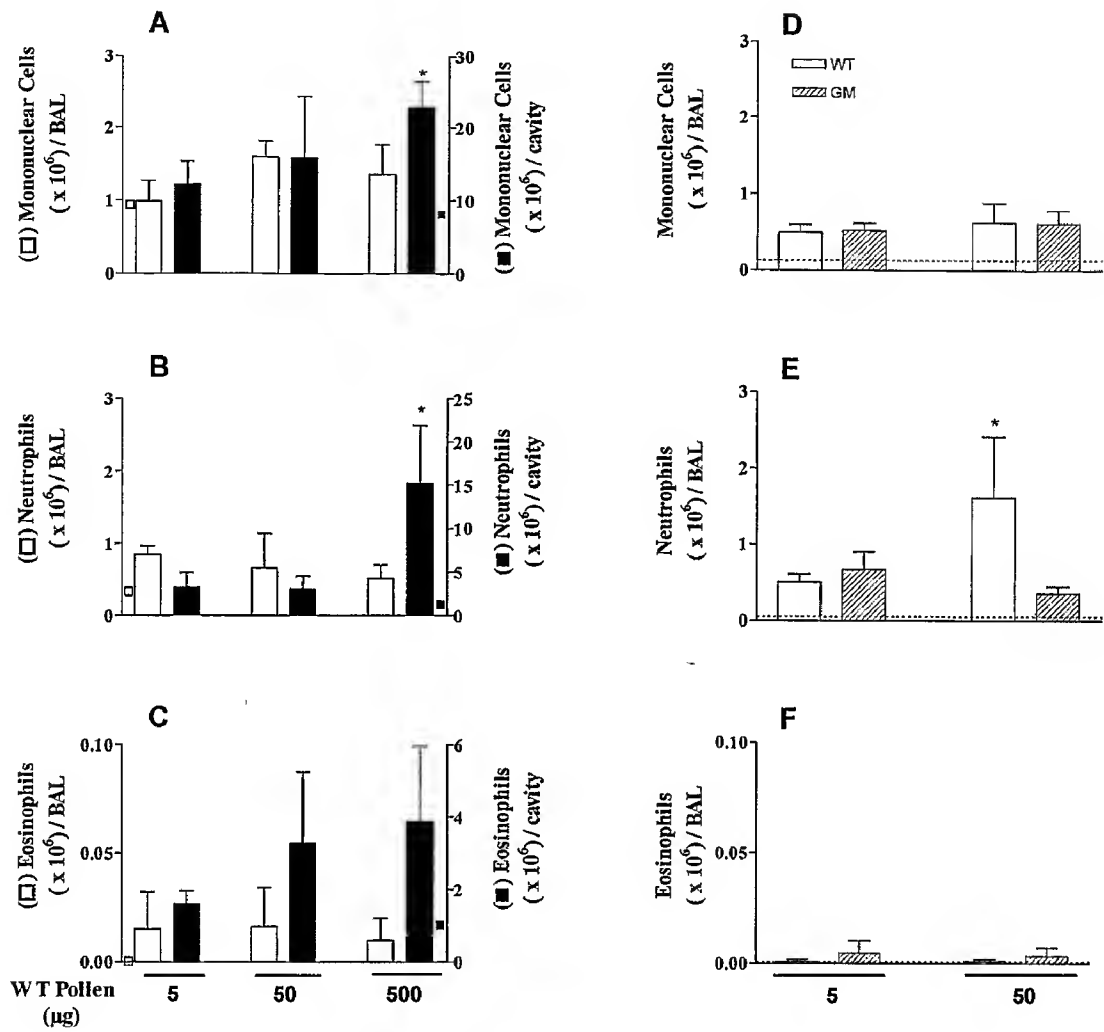 A
3
2
1
0
(□) Mononuclear Cells
( x 10⁶) / BAL
*
30
20
10
0
(■) Mononuclear Cells
(x 10⁶) / cavity
D
3
2
1
0
Mononuclear Cells
( x 10⁶) / BAL
WT
GM
B
3
2
1
0
(□) Neutrophils
( x 10⁶) / BAL
*
25
20
15
10
5
0
(■) Neutrophils
(x 10⁶) / cavity
E
3
2
1
0
Neutrophils
( x 10⁶) / BAL
*
C
0.10
0.05
0.00
(□) Eosinophils
( x 10⁶) / BAL
6
4
2
0
(■) Eosinophils
( x 10⁶) / cavity
F
0.10
0.05
0.00
Eosinophils
( x 10⁶) / BAL
WT Pollen
(µg)
5 50 500
5 50